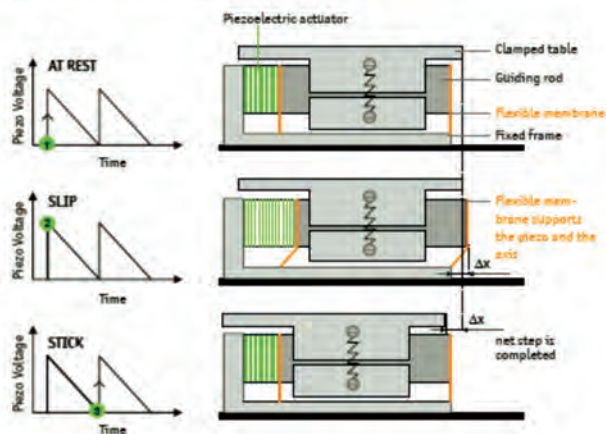 Piezoelectric actuator
AT REST
Piezo Voltage
1
Time
Clamped table
Guiding rod
Flexible membrane
Fixed frame
SLIP
Piezo Voltage
2
Time
Flexible mem-
brane supports
the piezo and the
axis
Δx
STICK
Piezo Voltage
3
Time
Δx
net step is
completed